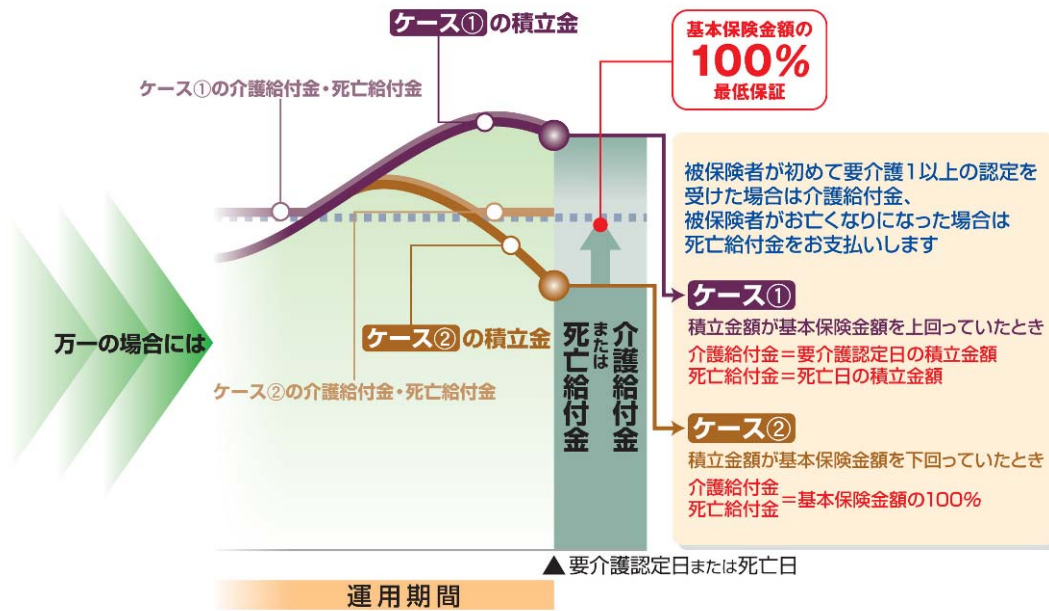 ケース①の積立金
基本保険金額の
100%
最低保証
ケース①の介護給付金・死亡給付金
被保険者が初めて要介護1以上の認定を
受けた場合は介護給付金、
被保険者がお亡くなりになった場合は
死亡給付金をお支払いします
万一の場合には
ケース②の積立金
ケース②の介護給付金・死亡給付金
介護給付金
または
死亡給付金
ケース①
積立金額が基本保険金額を上回っていたとき
介護給付金=要介護認定日の積立金額
死亡給付金=死亡日の積立金額
ケース②
積立金額が基本保険金額を下回っていたとき
介護給付金
死亡給付金
=基本保険金額の100%
▲要介護認定日または死亡日
運用期間